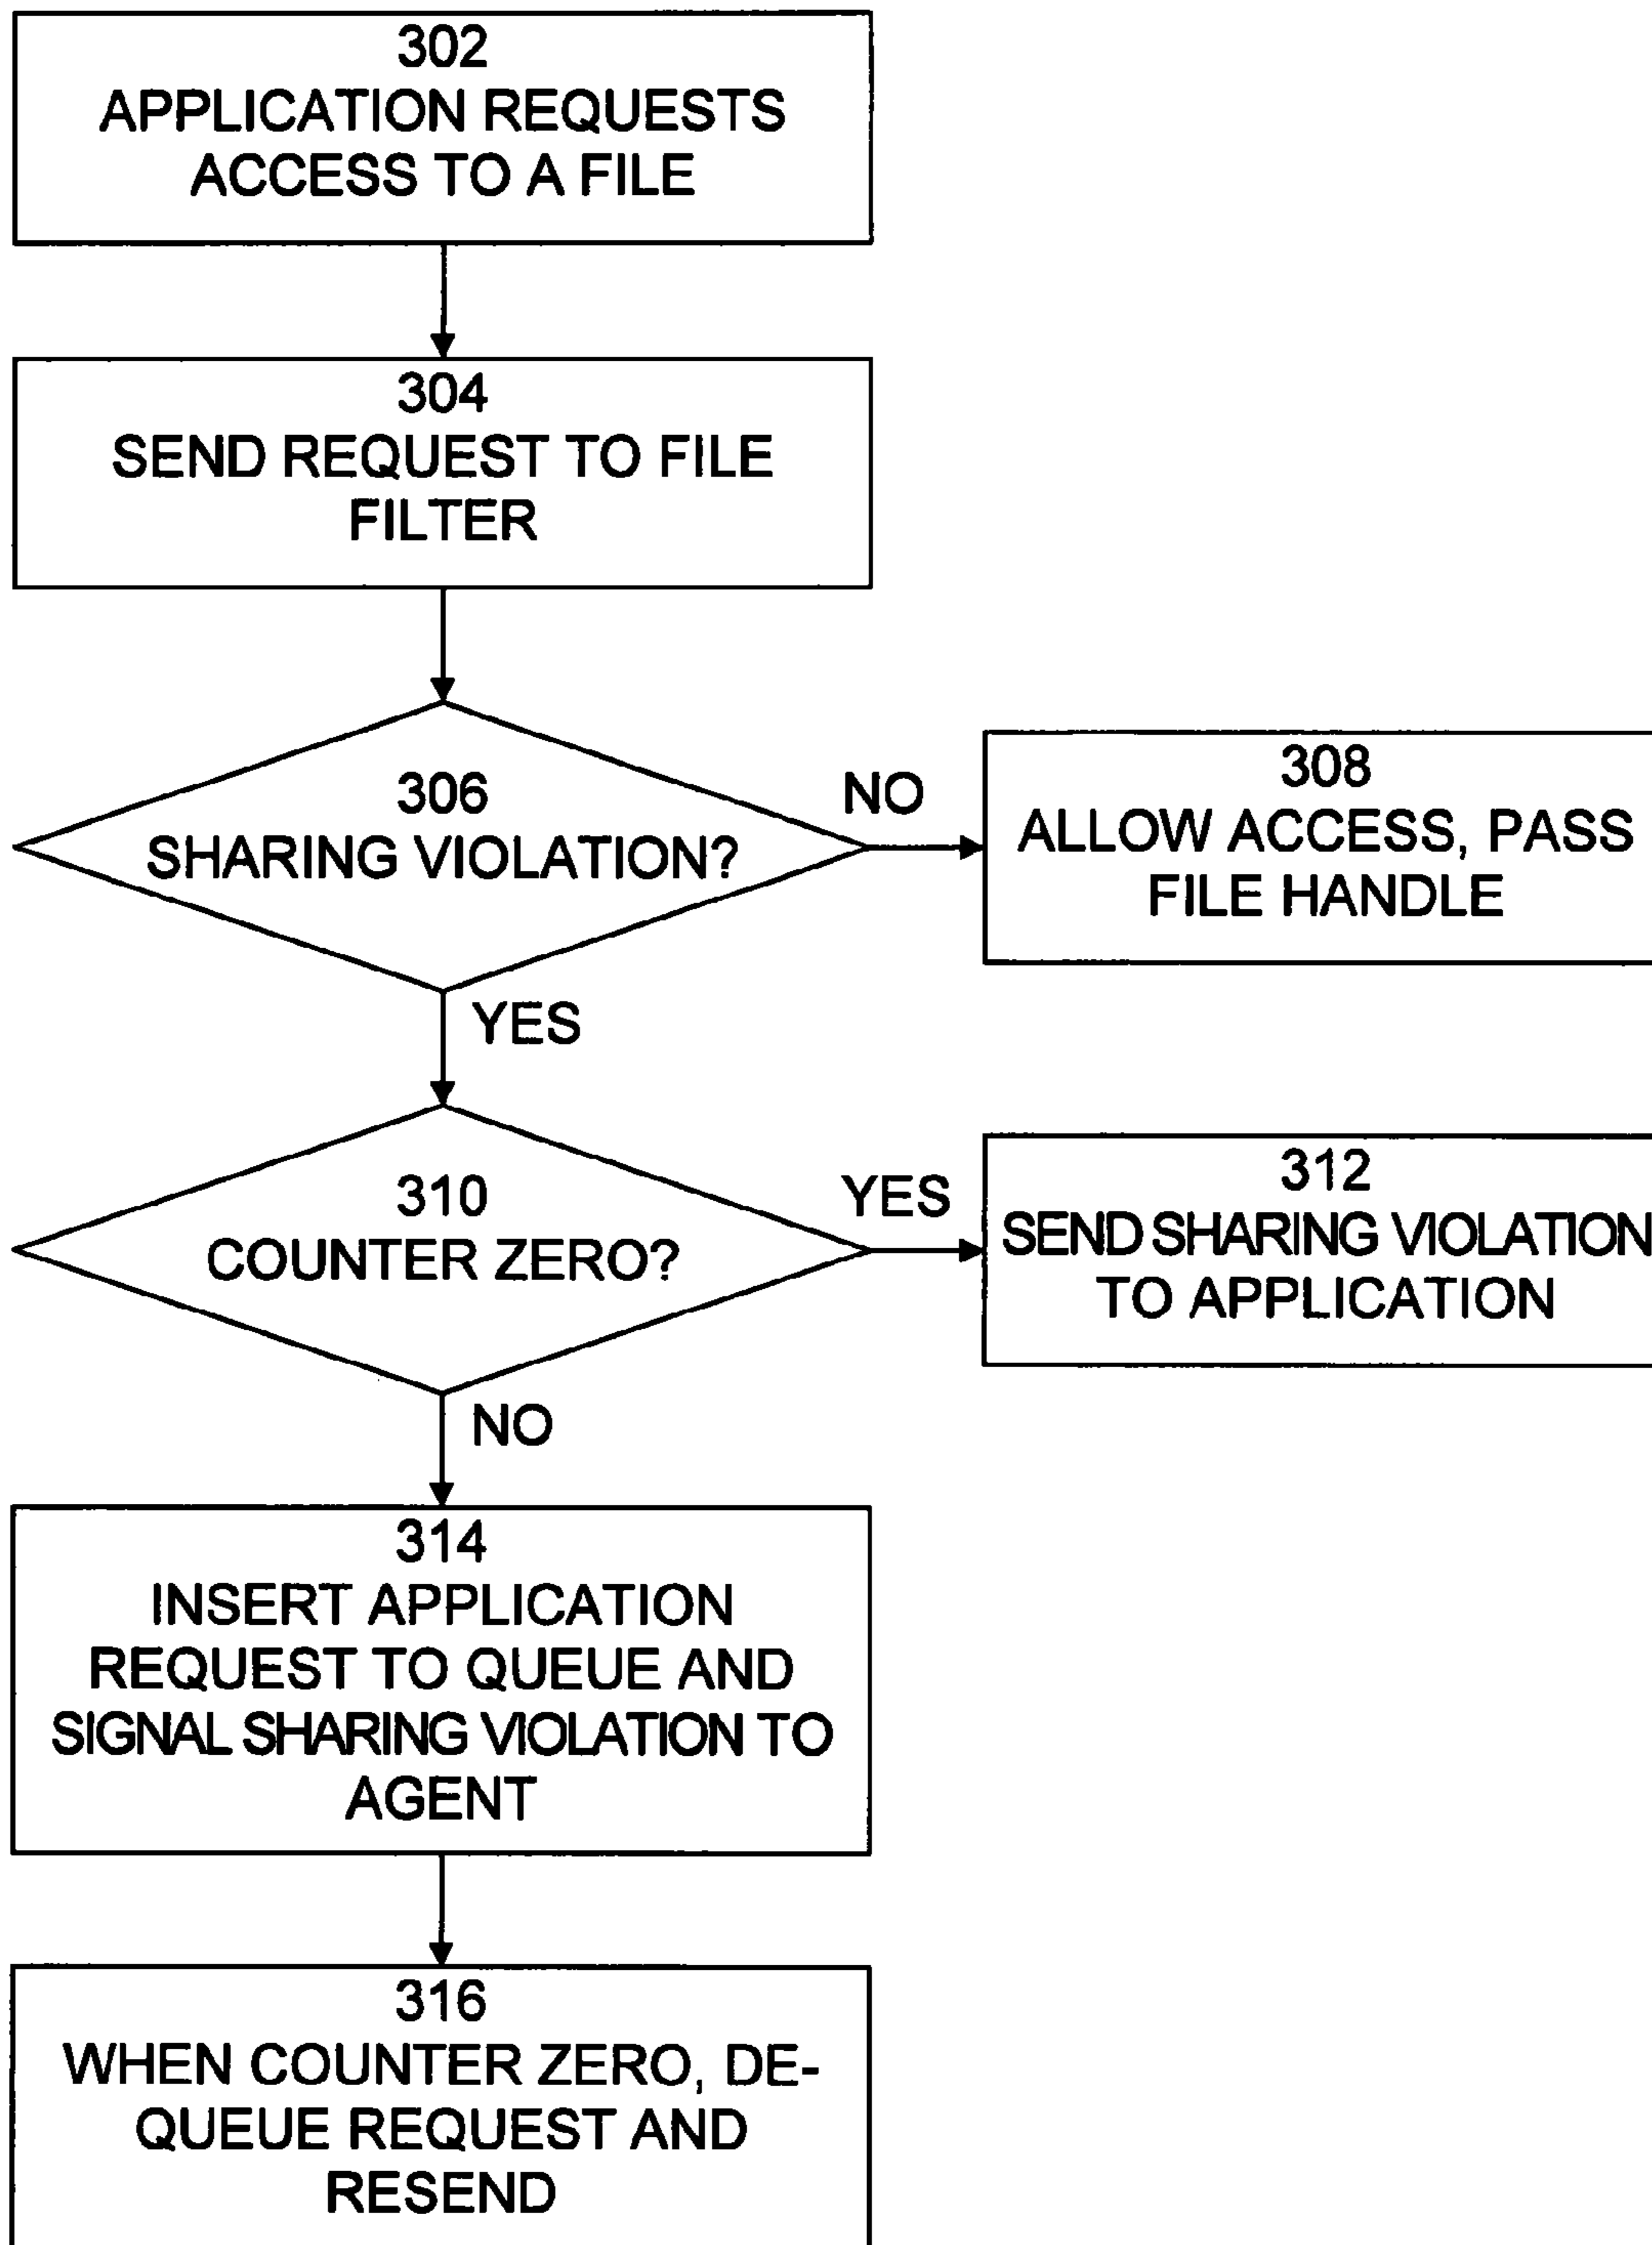 302
APPLICATION REQUESTS
ACCESS TO A FILE
304
SEND REQUEST TO FILE
FILTER
306
SHARING VIOLATION?
NO
308
ALLOW ACCESS, PASS
FILE HANDLE
YES
310
COUNTER ZERO?
YES
312
SEND SHARING VIOLATION
TO APPLICATION
NO
314
INSERT APPLICATION
REQUEST TO QUEUE AND
SIGNAL SHARING VIOLATION TO
AGENT
316
WHEN COUNTER ZERO, DE-
QUEUE REQUEST AND
RESEND